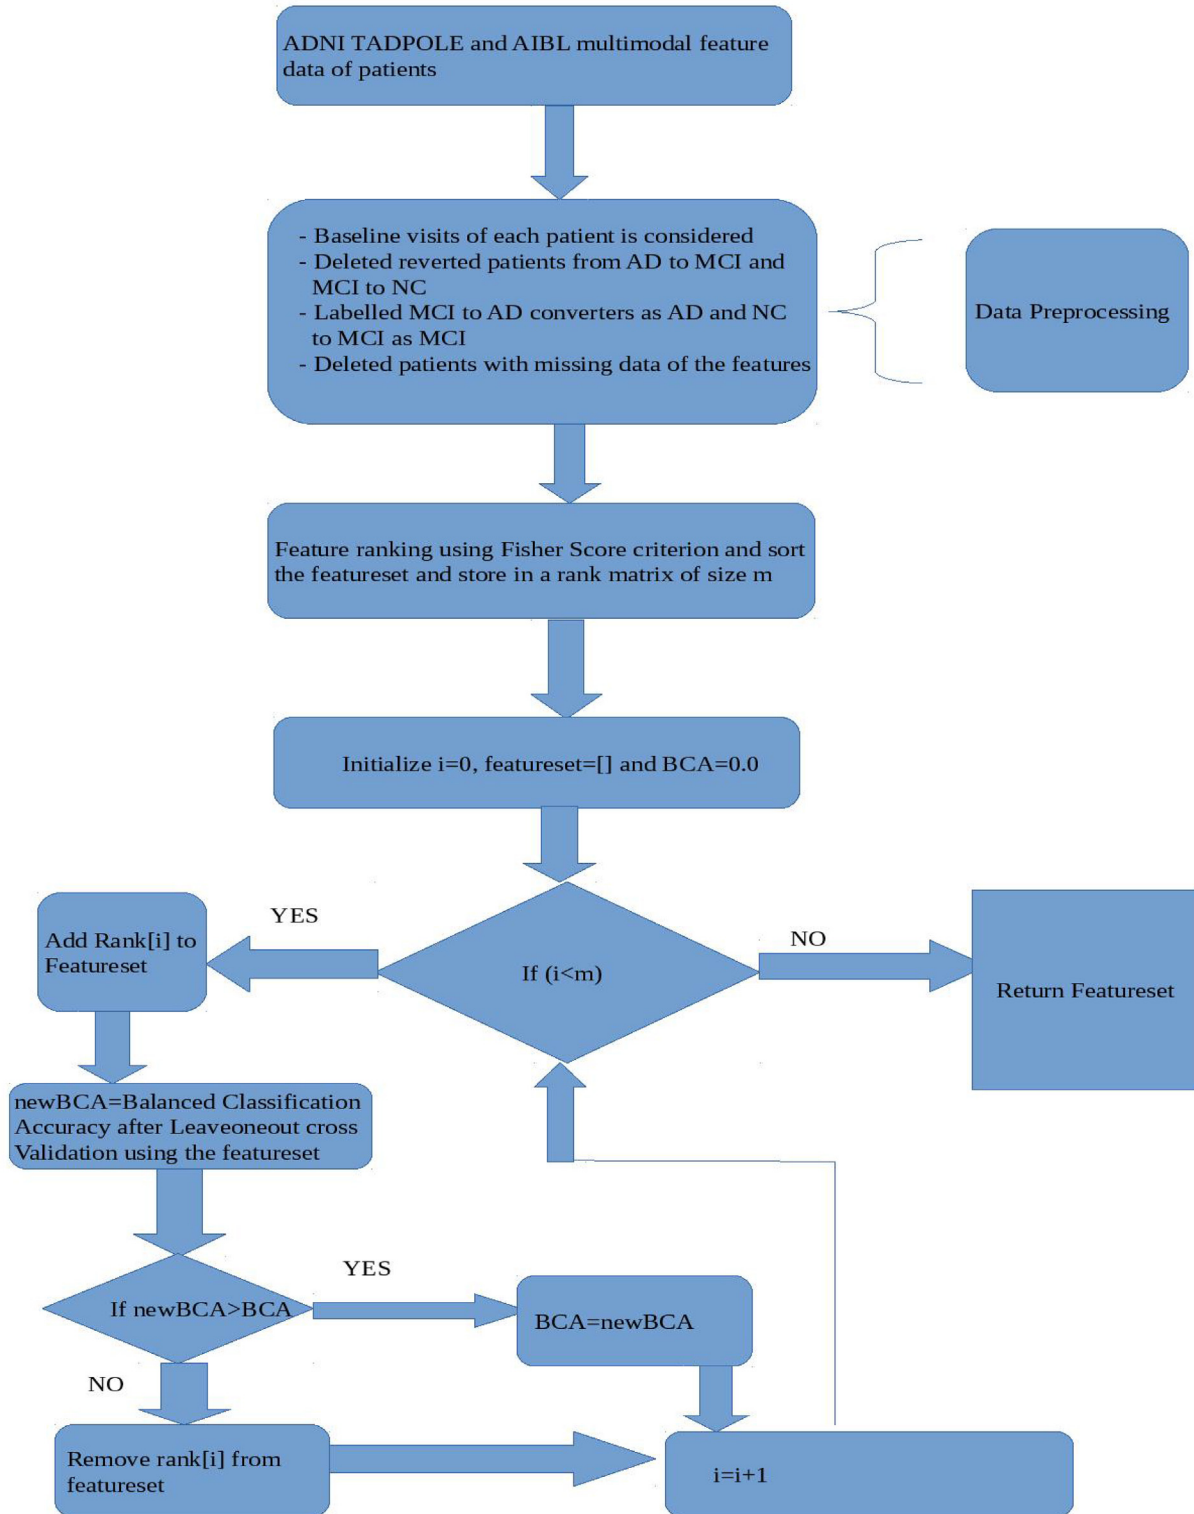 ADNI TADPOLE and AIBL multimodal feature
data of patients
- Baseline visits of each patient is considered
- Deleted reverted patients from AD to MCI and
MCI to NC
- Labelled MCI to AD converters as AD and NC
to MCI as MCI
- Deleted patients with missing data of the features
Data Preprocessing
Feature ranking using Fisher Score criterion and sort
the featureset and store in a rank matrix of size m
Initialize i=0, featureset=[] and BCA=0.0
If (i<m)
YES
NO
Add Rank[i] to
Featureset
Return Featureset
newBCA=Balanced Classification
Accuracy after Leaveoneout cross
Validation using the featureset
If newBCA>BCA
YES
BCA=newBCA
NO
Remove rank[i] from
featureset
i=i+1